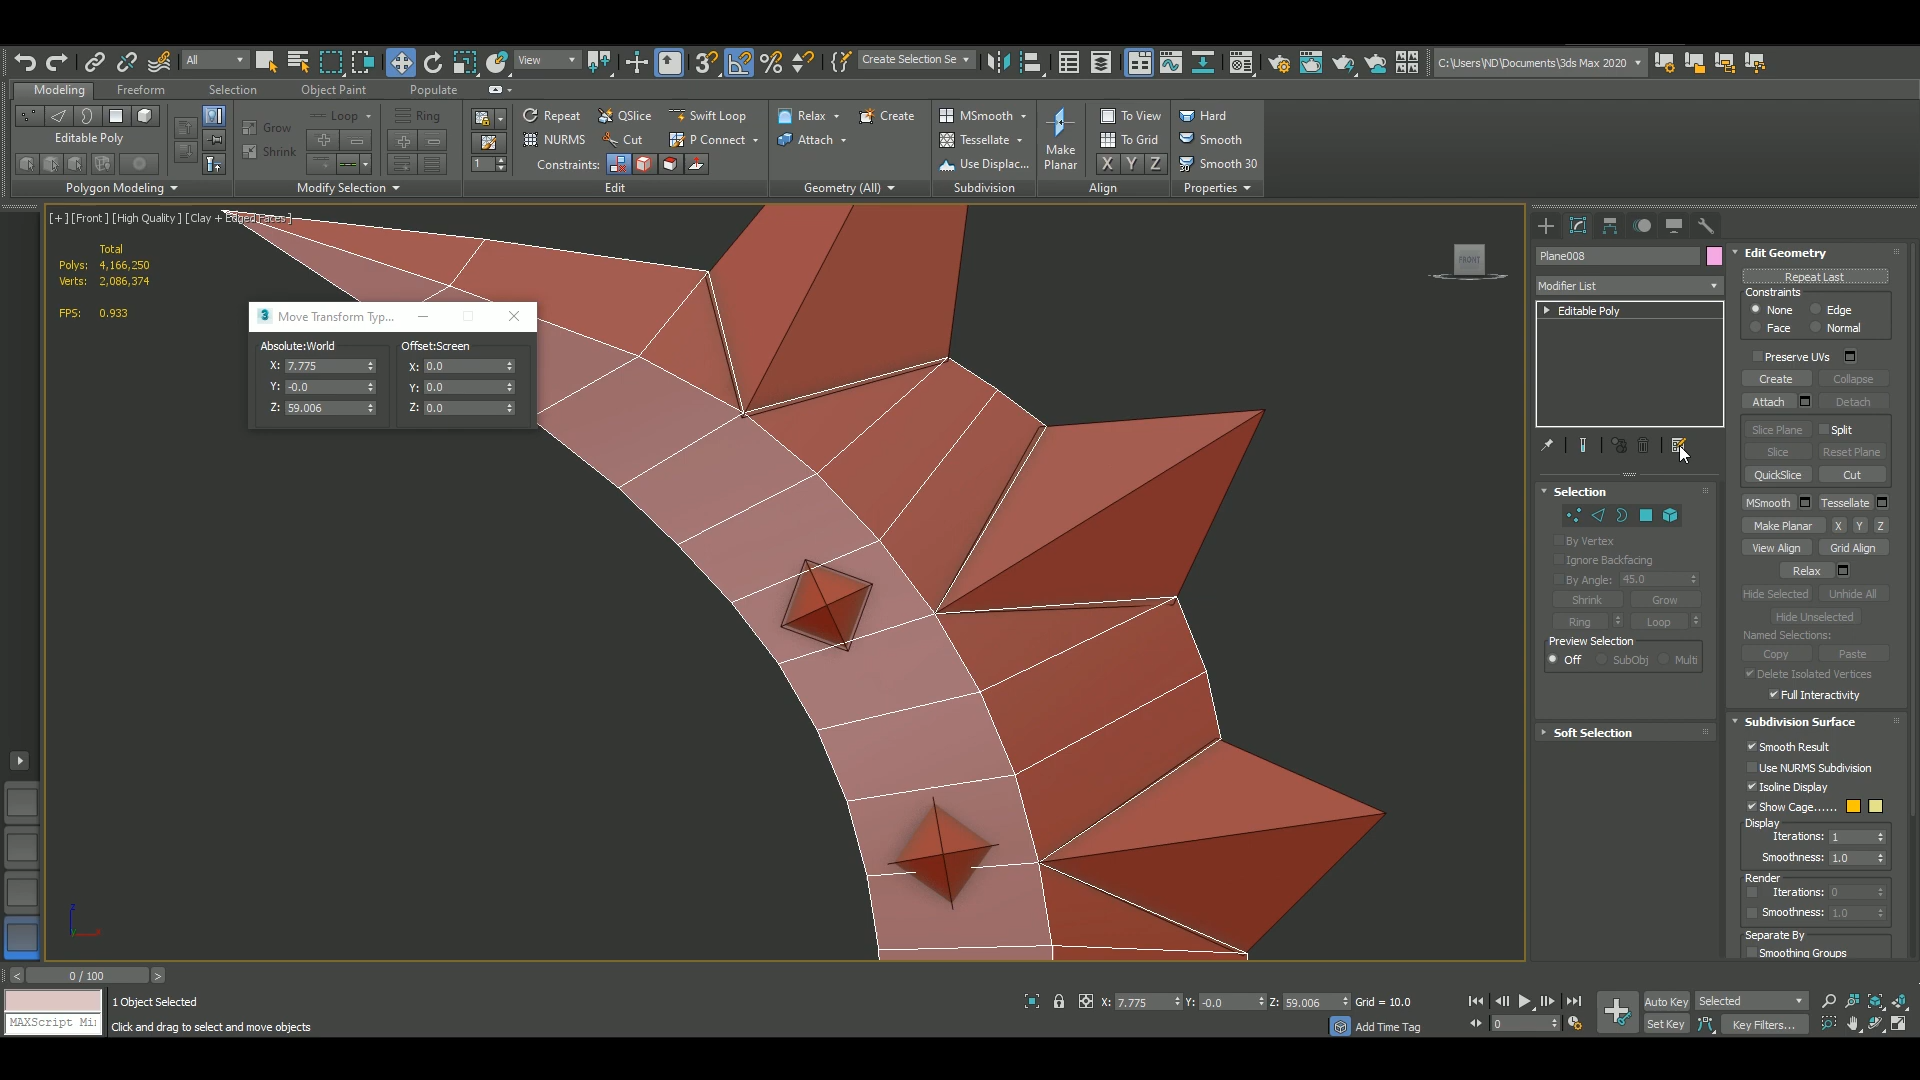 All
View
Create Selection Se
C:\Users\ND\Documents\3ds Max 2020
Modeling Freeform Selection Object Paint Populate
Editable Poly
Polygon Modeling
Grow
Shrink
Loop
Ring
Modify Selection
1
Repeat QSlice Swift Loop
NURMS Cut P Connect
Constraints:
Edit
Relax Create
Attach
Geometry (All)
MSmooth
Tessellate
Use Displac...
Subdivision
Make
Planar
To View
To Grid
X Y Z
Align
Hard
Smooth
Smooth 30
Properties
[+] [Front] [High Quality] [Clay + Edged Faces]
Total
Polys: 4,166,250
Verts: 2,086,374
FPS: 0.933
3 Move Transform Typ...
Absolute:World Offset:Screen
X: 7.775 X: 0.0
Y: -0.0 Y: 0.0
Z: 59.006 Z: 0.0
FRONT
z
x
Plane008
Modifier List
Editable Poly
Selection
By Vertex
Ignore Backfacing
By Angle: 45.0
Shrink Grow
Ring Loop
Preview Selection
Off SubObj Multi
Soft Selection
Edit Geometry
Repeat Last
Constraints
None Edge
Face Normal
Preserve UVs
Create Collapse
Attach Detach
Slice Plane Split
Slice Reset Plane
QuickSlice Cut
MSmooth Tessellate
Make Planar X Y Z
View Align Grid Align
Relax
Hide Selected Unhide All
Hide Unselected
Named Selections:
Copy Paste
Delete Isolated Vertices
Full Interactivity
Subdivision Surface
Smooth Result
Use NURMS Subdivision
Isoline Display
Show Cage......
Display
Iterations: 1
Smoothness: 1.0
Render
Iterations: 0
Smoothness: 1.0
Separate By
Smoothing Groups
< 0 / 100 >
1 Object Selected
MAXScript Mi
Click and drag to select and move objects
X: 7.775 Y: -0.0 Z: 59.006 Grid = 10.0
Add Time Tag
0
Auto Key Selected
Set Key Key Filters...